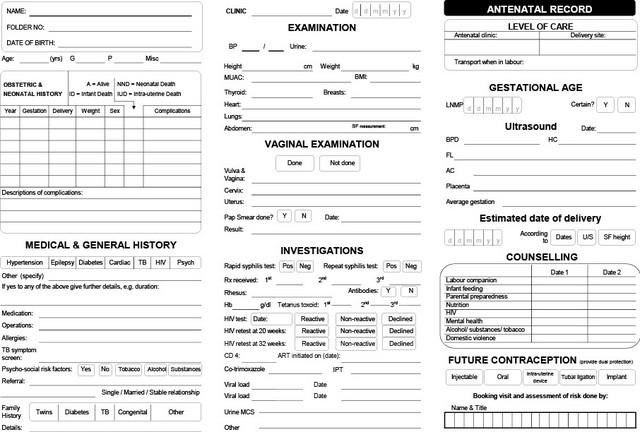 NAME:
FOLDER NO:
DATE OF BIRTH:
Age: (yrs) G P Misc
OBSTETRIC & NEONATAL HISTORY
A = Alive NND = Neonatal Death
ID = Infant Death IUD = Intra-uterine Death
Year Gestation Delivery Weight Sex Complications
Descriptions of complications:
MEDICAL & GENERAL HISTORY
Hypertension Epilepsy Diabetes Cardiac TB HIV Psych
Other (specify)
If yes to any of the above give further details, e.g. duration:
Medication:
Operations:
Allergies:
TB symptom
screen:
Psycho-social risk factors: Yes No Tobacco Alcohol Substances
Referral:
Single / Married / Stable relationship
Family History Twins Diabetes TB Congenital Other
Details:
CLINIC Date d d m m y y
EXAMINATION
BP / Urine:
Height cm Weight kg
MUAC: BMI:
Thyroid: Breasts:
Heart:
Lungs:
Abdomen: SF measurement: cm
VAGINAL EXAMINATION
Done Not done
Vulva &
Vagina:
Cervix:
Uterus:
Pap Smear done? Y N Date:
Result:
INVESTIGATIONS
Rapid syphilis test: Pos Neg Repeat syphilis test: Pos Neg
Rx received: 1st 2nd 3rd
Rhesus: Antibodies: Y N
Hb g/dl Tetanus toxoid: 1st 2nd 3rd
HIV test: Date: Reactive Non-reactive Declined
HIV retest at 20 weeks: Reactive Non-reactive Declined
HIV retest at 32 weeks: Reactive Non-reactive Declined
CD 4: ART initiated on (date):
Co-trimoxazole IPT
Viral load Date
Viral load Date
Urine MCS
Other
ANTENATAL RECORD
LEVEL OF CARE
Antenatal clinic: Delivery site:
Transport when in labour:
GESTATIONAL AGE
LNMP d d m m y y Certain? Y N
Ultrasound Date:
BPD HC
FL
AC
Placenta
Average gestation
Estimated date of delivery
d d m m y y According to Dates U/S SF height
COUNSELLING
Date 1 Date 2
Labour companion
Infant feeding
Parental preparedness
Nutrition
HIV
Mental health
Alcohol/ substances/ tobacco
Domestic violence
FUTURE CONTRACEPTION (provide dual protection)
Injectable Oral Intra-uterine device Tubal ligation Implant
Booking visit and assessment of risk done by:
Name & Title